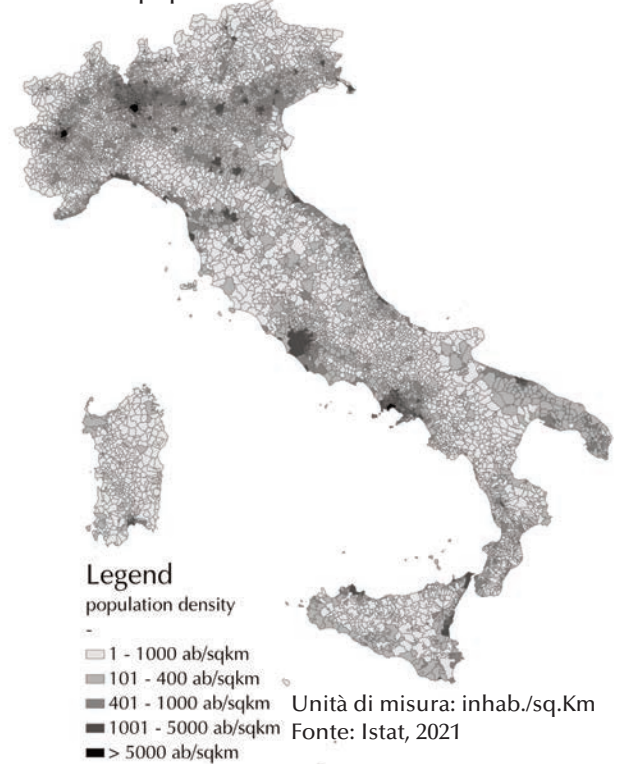 Legend
population density
-
1 - 1000 ab/sqkm
101 - 400 ab/sqkm
401 - 1000 ab/sqkm
1001 - 5000 ab/sqkm
> 5000 ab/sqkm
Unità di misura: inhab./sq.Km
Fonte: Istat, 2021